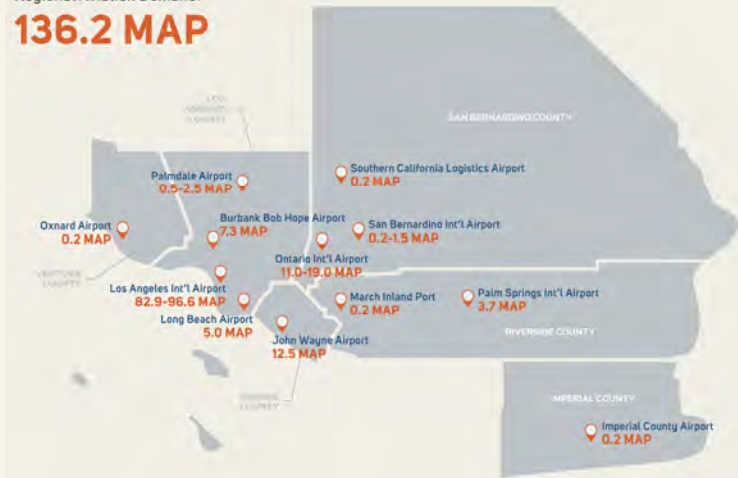 136.2 MAP
LOS
ANGELES
COUNTY
SAN BERNARDINO COUNTY
Palmdale Airport
0.5-2.5 MAP
Southern California Logistics Airport
0.2 MAP
Oxnard Airport
0.2 MAP
Burbank Bob Hope Airport
7.3 MAP
San Bernardino Int'l Airport
0.2-1.5 MAP
Ontario Int'l Airport
11.0-19.0 MAP
VENTURA
COUNTY
Los Angeles Int'l Airport
82.9-96.6 MAP
March Inland Port
0.2 MAP
Palm Springs Int'l Airport
3.7 MAP
Long Beach Airport
5.0 MAP
John Wayne Airport
12.5 MAP
RIVERSIDE COUNTY
ORANGE
COUNTY
IMPERIAL COUNTY
Imperial County Airport
0.2 MAP